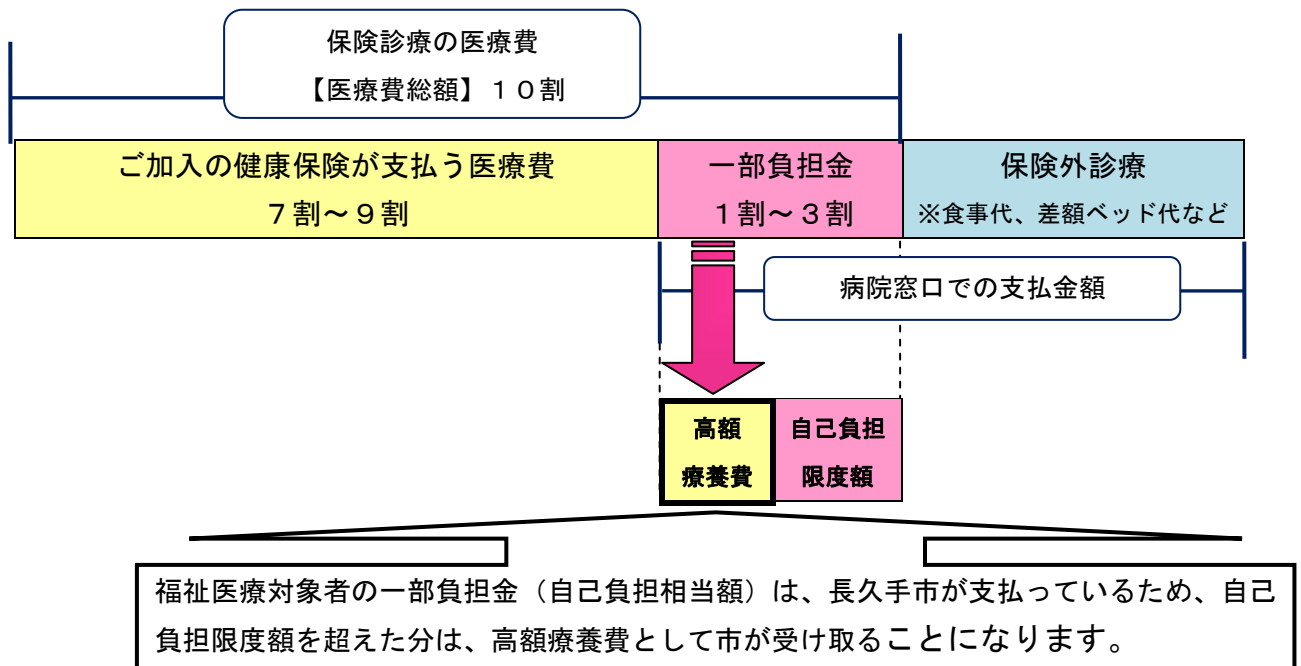 保険診療の医療費
【医療費総額】１０割
ご加入の健康保険が支払う医療費
７割～９割
一部負担金
１割～３割
保険外診療
※食事代、差額ベッド代など
病院窓口での支払金額
高額
療養費
自己負担
限度額
福祉医療対象者の一部負担金（自己負担相当額）は、長久手市が支払っているため、自己
負担限度額を超えた分は、高額療養費として市が受け取ることになります。